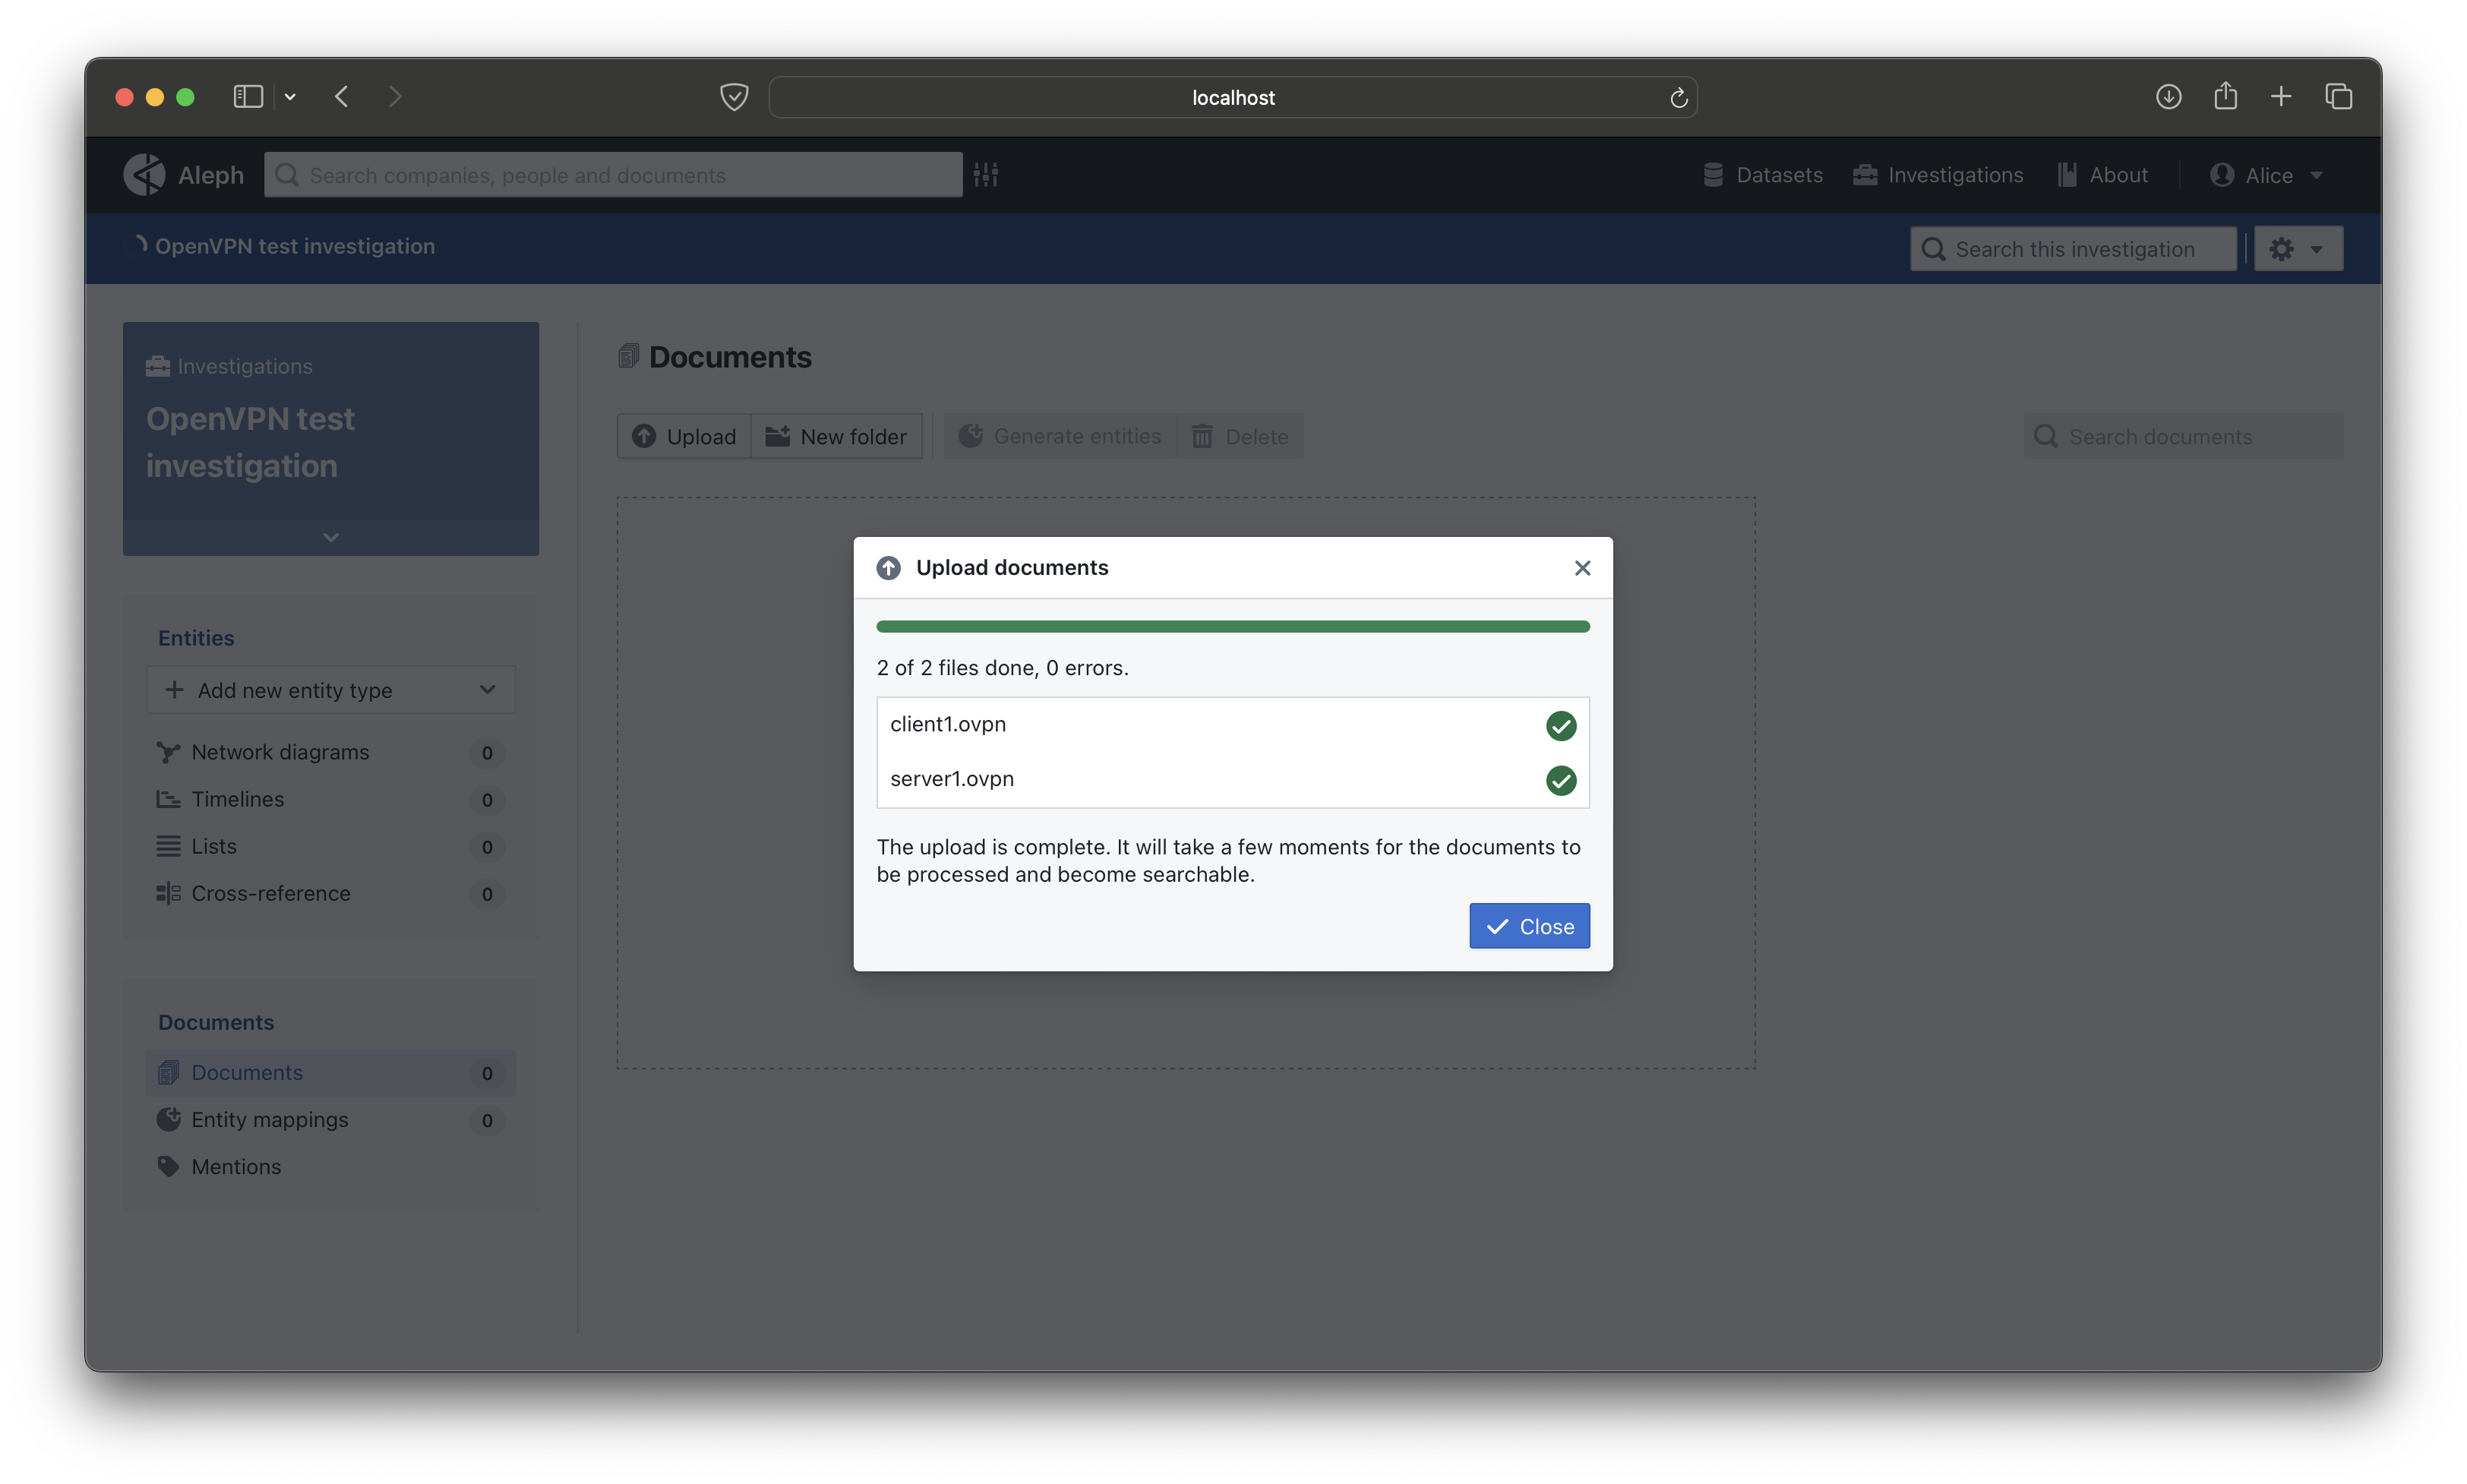 localhost
Aleph
Search companies, people and documents
Datasets
Investigations
About
Alice
OpenVPN test investigation
Search this investigation
Investigations
OpenVPN test
investigation
Entities
Add new entity type
Network diagrams 0
Timelines 0
Lists 0
Cross-reference 0
Documents
Documents 0
Entity mappings 0
Mentions
Documents
Upload
New folder
Generate entities
Delete
Search documents
Upload documents
2 of 2 files done, 0 errors.
client1.ovpn
server1.ovpn
The upload is complete. It will take a few moments for the documents to
be processed and become searchable.
Close